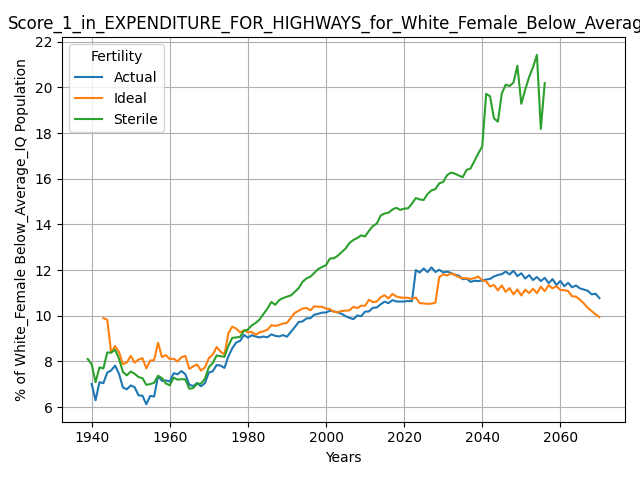 Score_1_in_EXPENDITURE_FOR_HIGHWAYS_for_White_Female_Below_Averag
Fertility
Actual
Ideal
Sterile
% of White_Female Below_Average_IQ Population
22
20
18
16
14
12
10
8
6
1940 1960 1980 2000 2020 2040 2060
Years